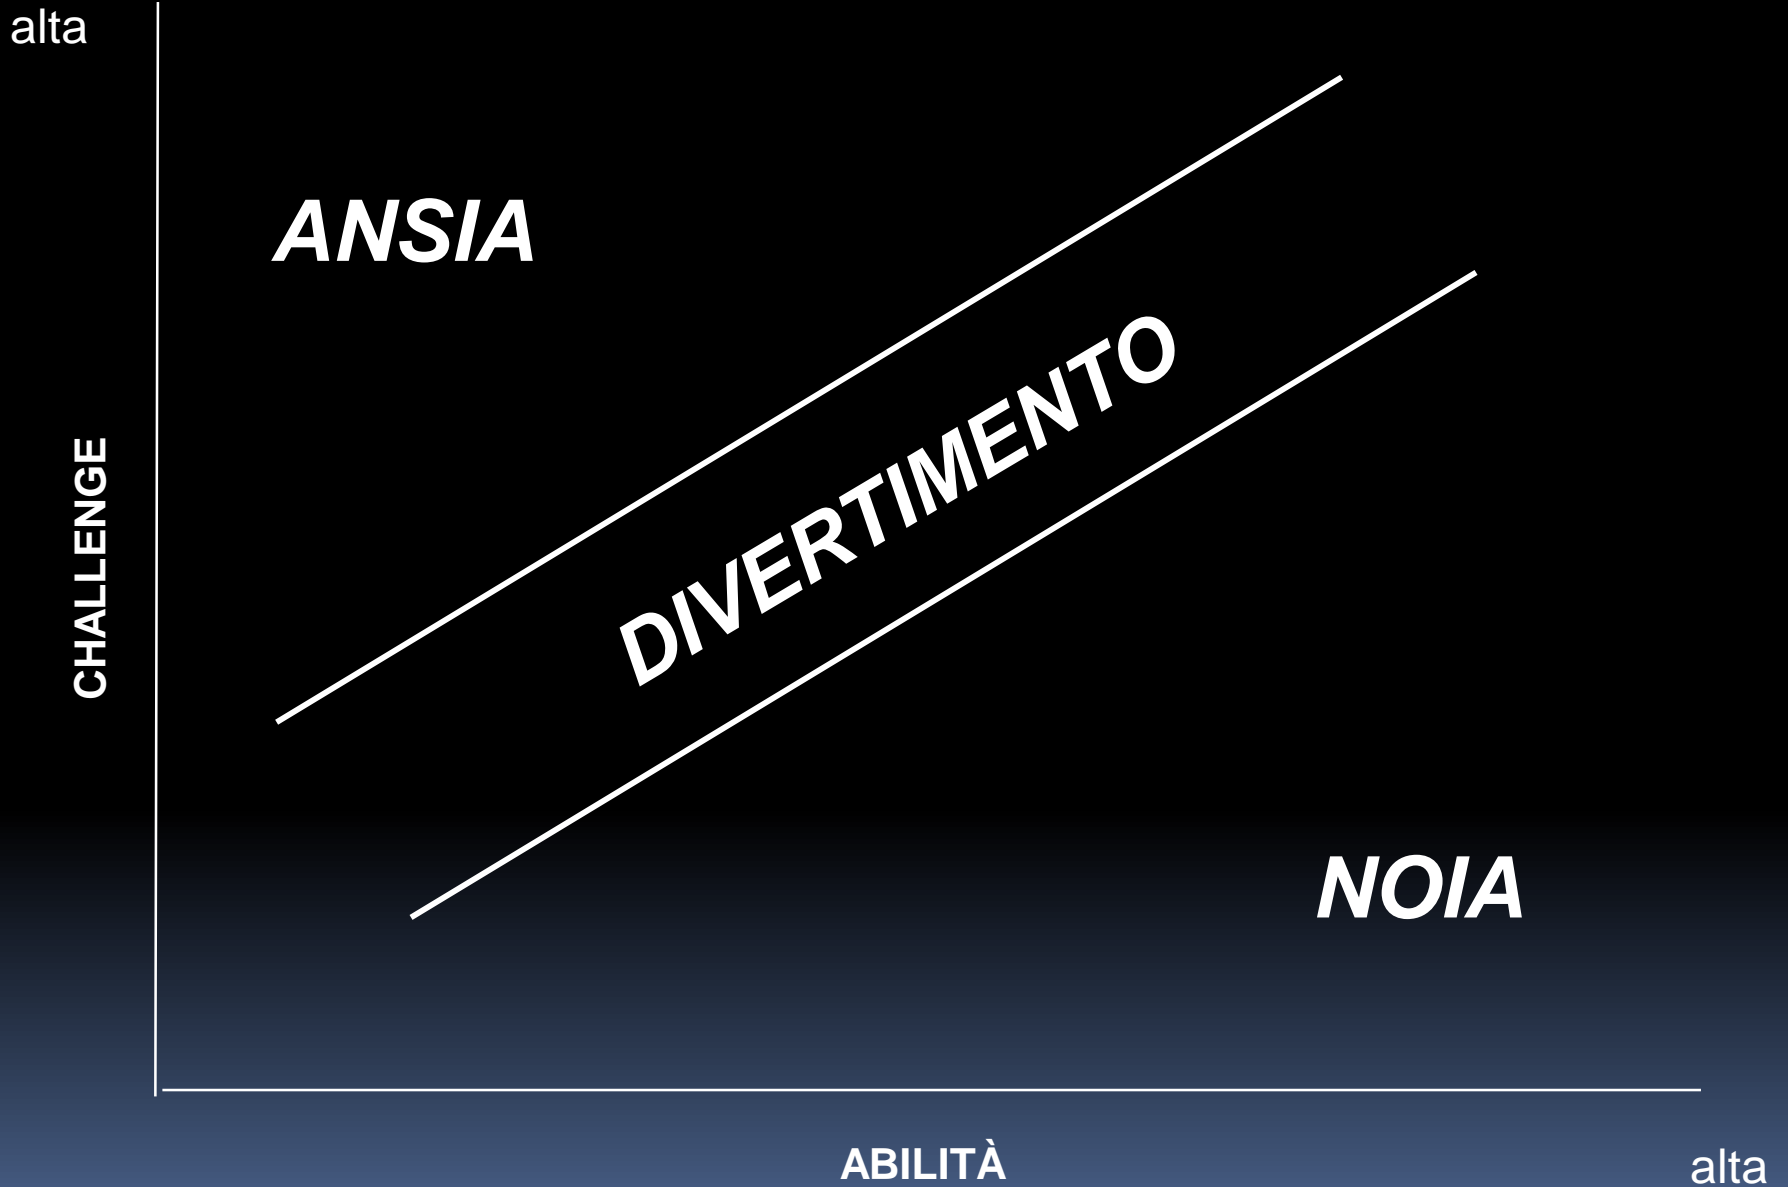 alta
ANSIA
DIVERTIMENTO
CHALLENGE
NOIA
ABILITÀ
alta